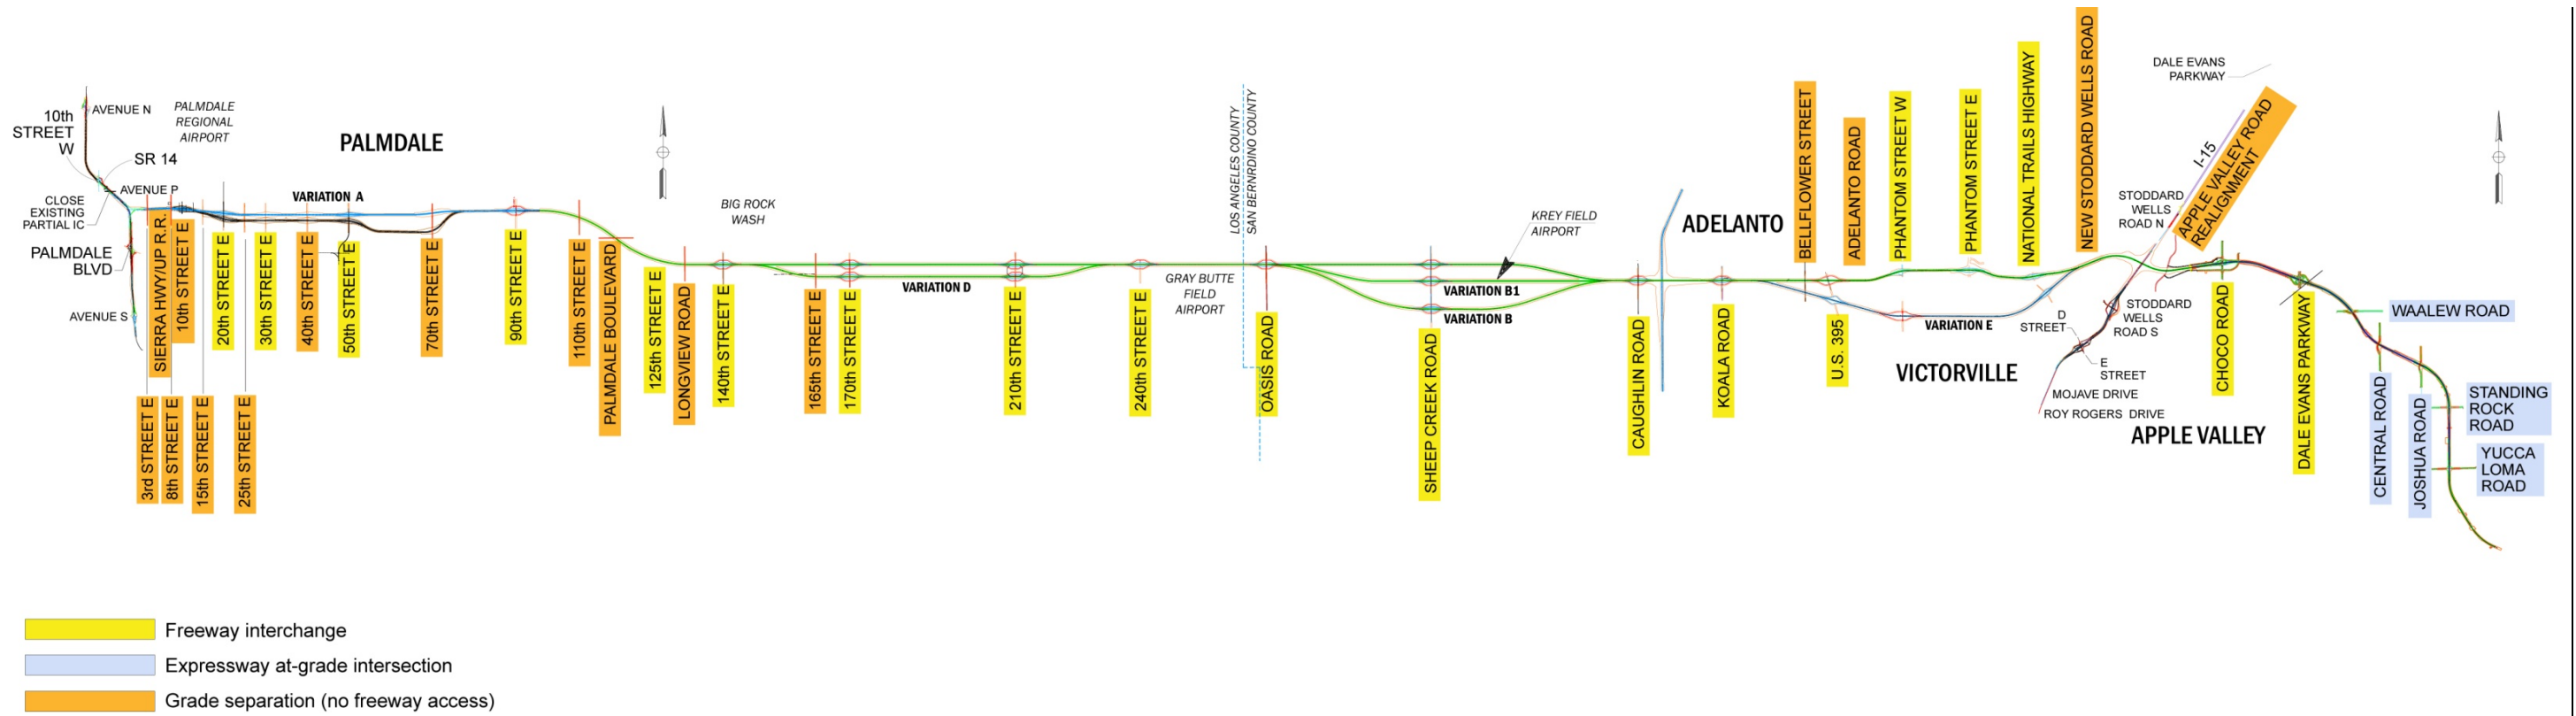 10th
STREET
W
AVENUE N
PALMDALE
REGIONAL
AIRPORT
SR 14
AVENUE P
CLOSE
EXISTING
PARTIAL IC
PALMDALE
BLVD
AVENUE S
PALMDALE
VARIATION A
SIERRA HWY/UP R.R.
10th STREET E
20th STREET E
30th STREET E
40th STREET E
50th STREET E
70th STREET E
90th STREET E
110th STREET E
PALMDALE BOULEVARD
125th STREET E
LONGVIEW ROAD
140th STREET E
165th STREET E
170th STREET E
210th STREET E
240th STREET E
3rd STREET E
8th STREET E
15th STREET E
25th STREET E
BIG ROCK
WASH
VARIATION D
GRAY BUTTE
FIELD
AIRPORT
LOS ANGELES COUNTY
SAN BERNRDINO COUNTY
OASIS ROAD
KREY FIELD
AIRPORT
VARIATION B1
VARIATION B
SHEEP CREEK ROAD
CAUGHLIN ROAD
ADELANTO
KOALA ROAD
BELLFLOWER STREET
ADELANTO ROAD
U.S. 395
PHANTOM STREET W
PHANTOM STREET E
NATIONAL TRAILS HIGHWAY
NEW STODDARD WELLS ROAD
VARIATION E
VICTORVILLE
DALE EVANS
PARKWAY
I-15
APPLE VALLEY ROAD
REALIGNMENT
STODDARD
WELLS
ROAD N
STODDARD
WELLS
ROAD S
D
STREET
E
STREET
MOJAVE DRIVE
ROY ROGERS DRIVE
APPLE VALLEY
CHOCO ROAD
DALE EVANS PARKWAY
WAALEW ROAD
CENTRAL ROAD
JOSHUA ROAD
STANDING
ROCK
ROAD
YUCCA
LOMA
ROAD
Freeway interchange
Expressway at-grade intersection
Grade separation (no freeway access)